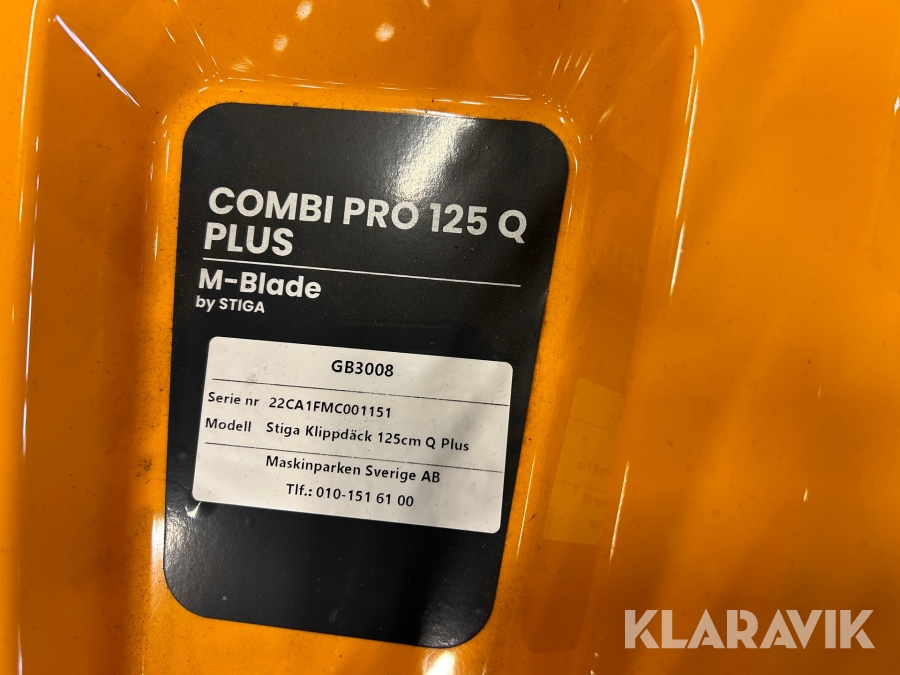 COMBI PRO 125 Q
PLUS
M-Blade
by STIGA
GB3008
Serie nr 22CA1FMC001151
Modell Stiga Klippdäck 125cm Q Plus
Maskinparken Sverige AB
Tlf.: 010-151 61 00
KLARAVIK